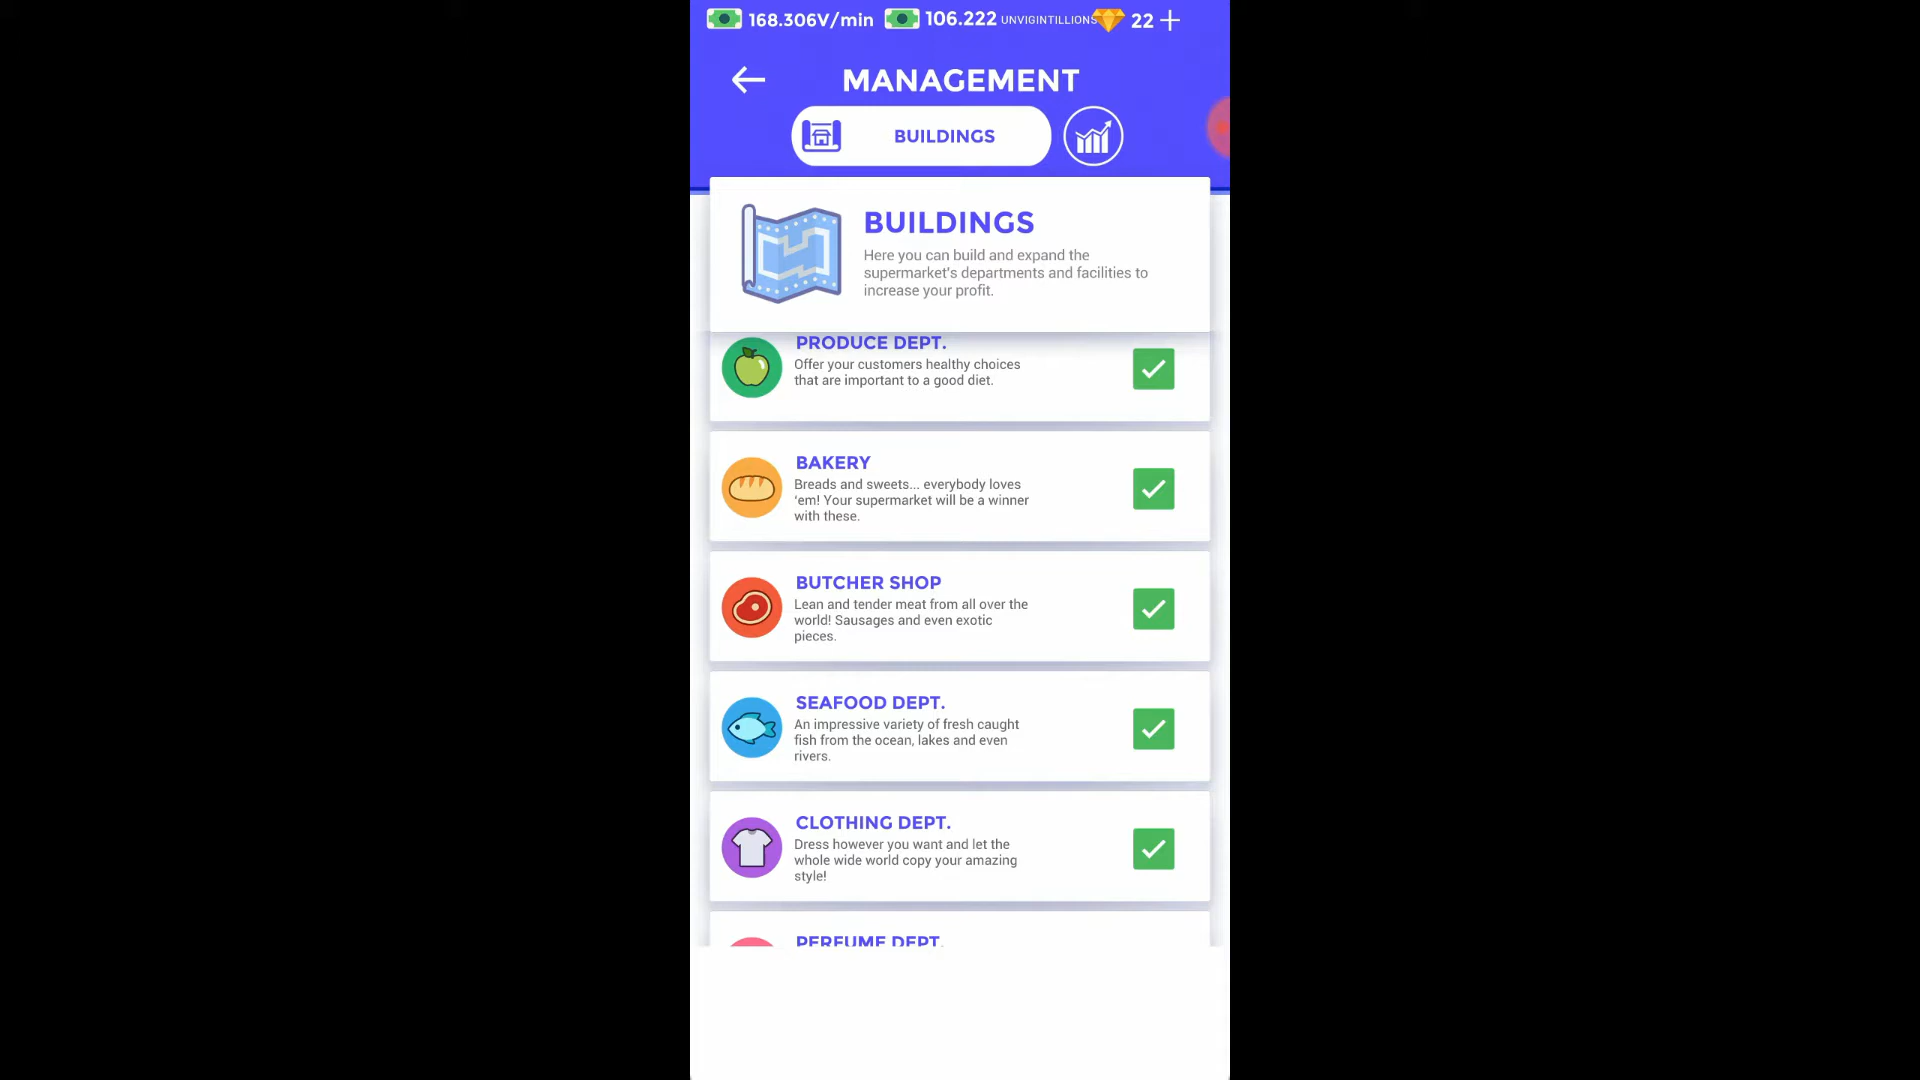 168.306V/min 106.222 UNVIGINTILLIONS 22
MANAGEMENT
BUILDINGS
BUILDINGS
Here you can build and expand the
supermarket's departments and facilities to
increase your profit.
PRODUCE DEPT.
Offer your customers healthy choices
that are important to a good diet.
BAKERY
Breads and sweets... everybody loves
'em! Your supermarket will be a winner
with these.
BUTCHER SHOP
Lean and tender meat from all over the
world! Sausages and even exotic
pieces.
SEAFOOD DEPT.
An impressive variety of fresh caught
fish from the ocean, lakes and even
rivers.
CLOTHING DEPT.
Dress however you want and let the
whole wide world copy your amazing
style!
PERFUME DEPT.